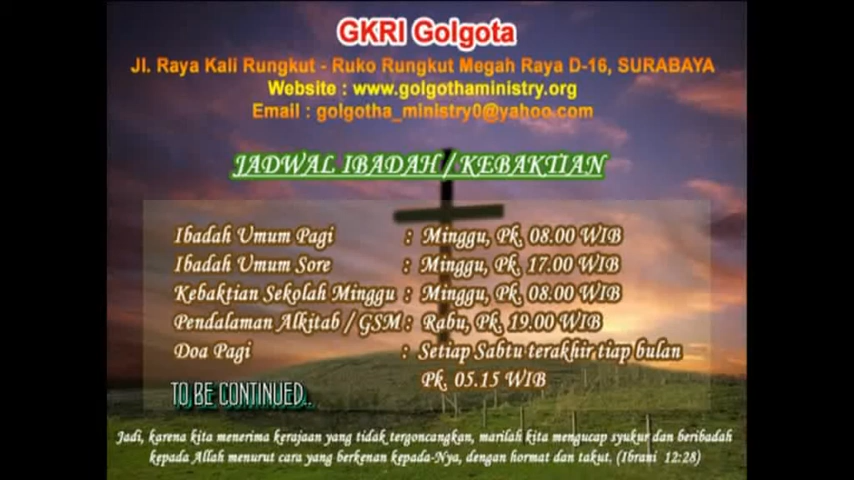 GKRI Golgota
Jl. Raya Kali Rungkut - Ruko Rungkut Megah Raya D-16, SURABAYA
Website : www.golgothaministry.org
Email : golgotha_ministry0@yahoo.com
JADWAL IBADAH / KEBAKTIAN
Ibadah Umum Pagi : Minggu, Pk. 08.00 WIB
Ibadah Umum Sore : Minggu, Pk. 17.00 WIB
Kebaktian Sekolah Minggu : Minggu, Pk. 08.00 WIB
Pendalaman Alkitab / GSM : Rabu, Pk. 19.00 WIB
Doa Pagi : Setiap Sabtu terakhir tiap bulan
Pk. 05.15 WIB
TO BE CONTINUED..
Jadi, karena kita menerima kerajaan yang tidak tergoncangkan, marilah kita mengucap syukur dan beribadah
kepada Allah menurut cara yang berkenan kepada-Nya, dengan hormat dan takut. (Ibrani 12:28)